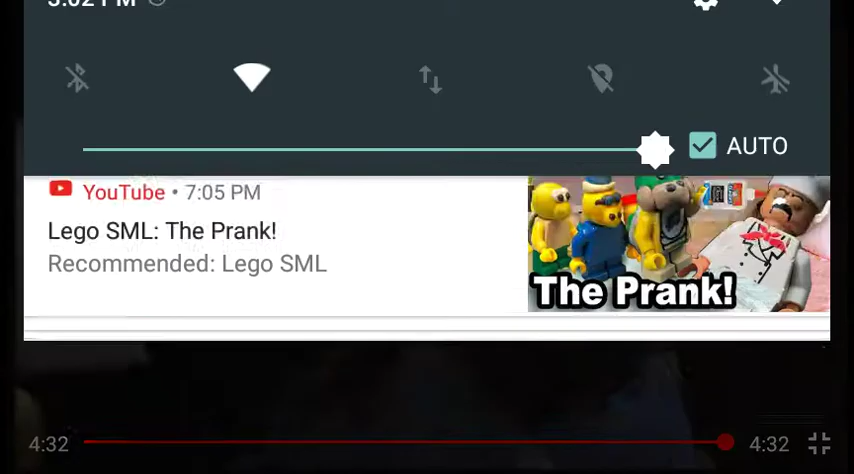 AUTO
YouTube • 7:05 PM
Lego SML: The Prank!
Recommended: Lego SML
The Prank!
4:32
4:32